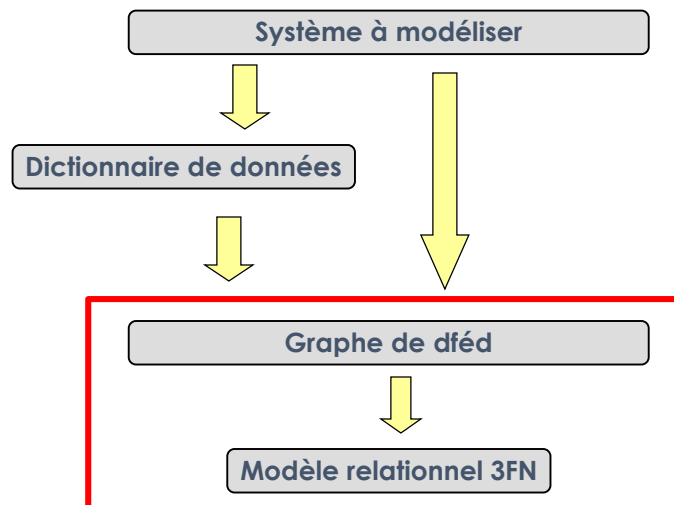 Système à modéliser
Dictionnaire de données
Graphe de dféd
Modèle relationnel 3FN